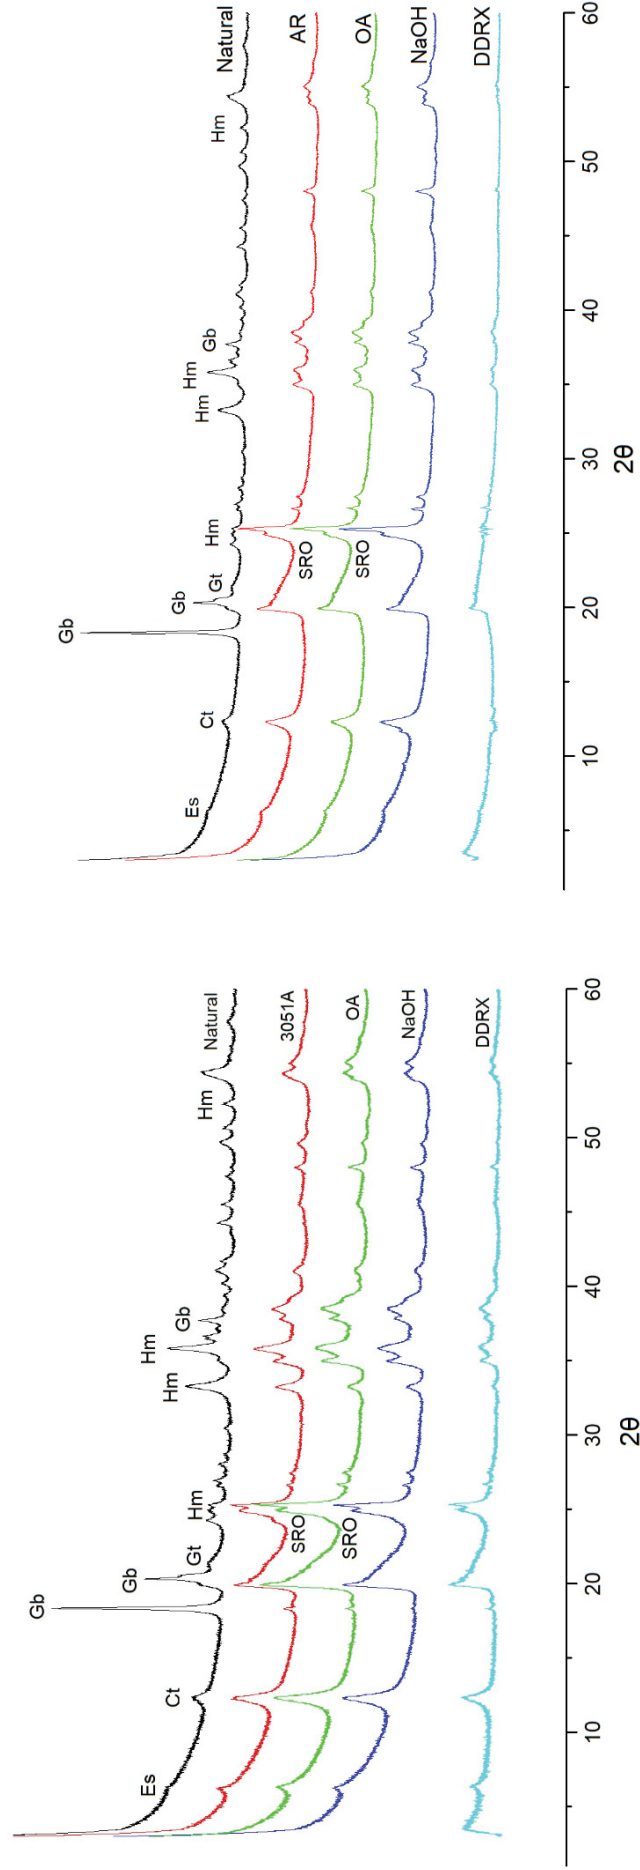 Gb
Es
Ct
Gb
Gt
Hm
Hm
Hm
Gb
Hm
Natural
SRO
AR
SRO
OA
NaOH
DDRX
10
20
30
40
50
60
2θ
Gb
Es
Ct
Gb
Gt
Hm
Hm
Hm
Gb
Hm
Natural
SRO
3051A
SRO
OA
NaOH
DDRX
10
20
30
40
50
60
2θ